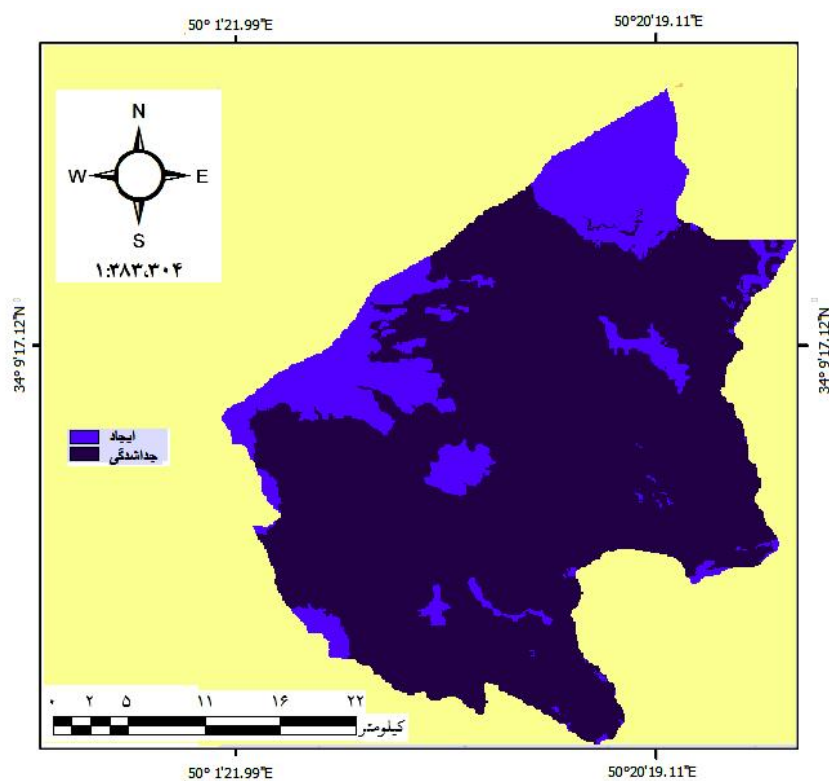 50° 1'21.99"E
50° 20'19.11"E
N
W
E
S
۱:۳۸۳،۳۰۴
34° 9'17.12"N
34° 9'17.12"N
ایجاد
جداشدگی
۰ ۲ ۵ ۱۱ ۱۶ ۲۲
کیلومتر
50° 1'21.99"E
50° 20'19.11"E